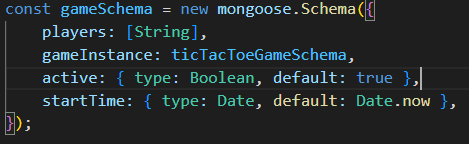 const gameSchema = new mongoose.Schema({
    players: [String],
    gameInstance: ticTacToeGameSchema,
    active: { type: Boolean, default: true },
    startTime: { type: Date, default: Date.now },
});